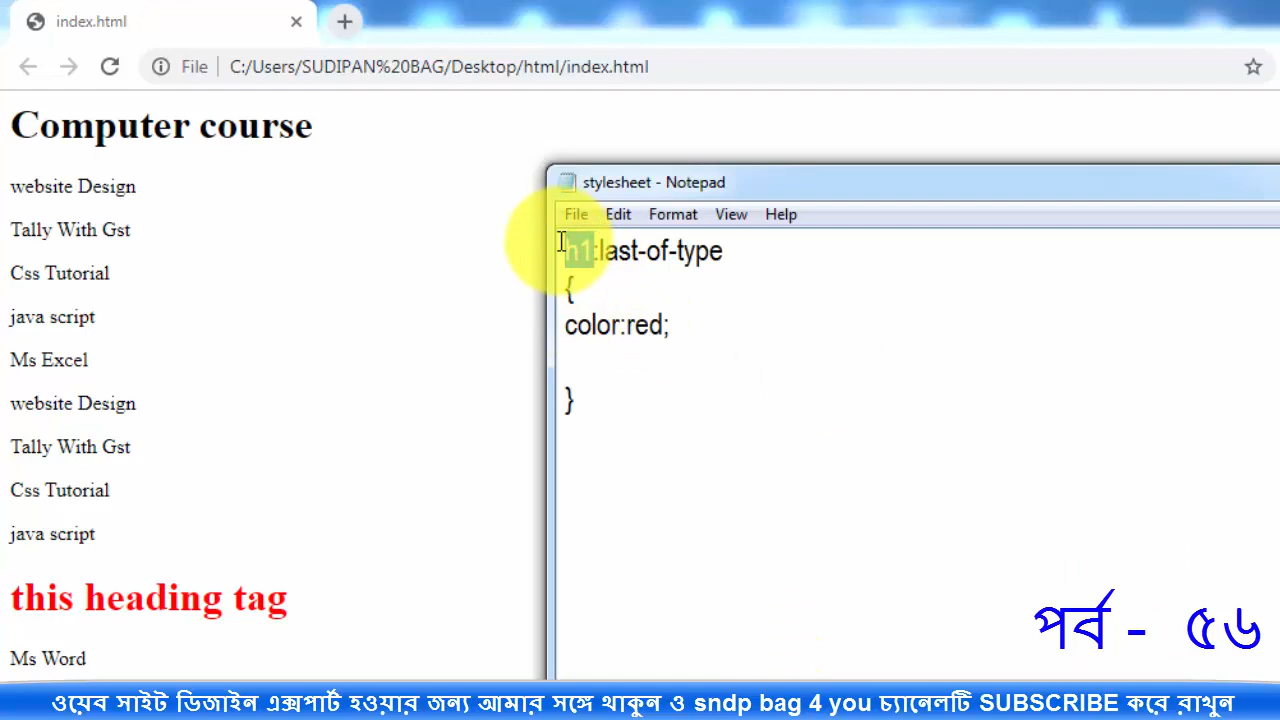 index.html
File C:/Users/SUDIPAN%20BAG/Desktop/html/index.html
Computer course
website Design
Tally With Gst
Css Tutorial
java script
Ms Excel
website Design
Tally With Gst
Css Tutorial
java script
this heading tag
Ms Word
stylesheet - Notepad
File Edit Format View Help
h1:last-of-type
{
color:red;
}
পর্ব - ৫৬
ওয়েব সাইট ডিজাইন এক্সপার্ট হওয়ার জন্য আমার সঙ্গে থাকুন ও sndp bag 4 you চ্যানেলটি SUBSCRIBE করে রাখুন